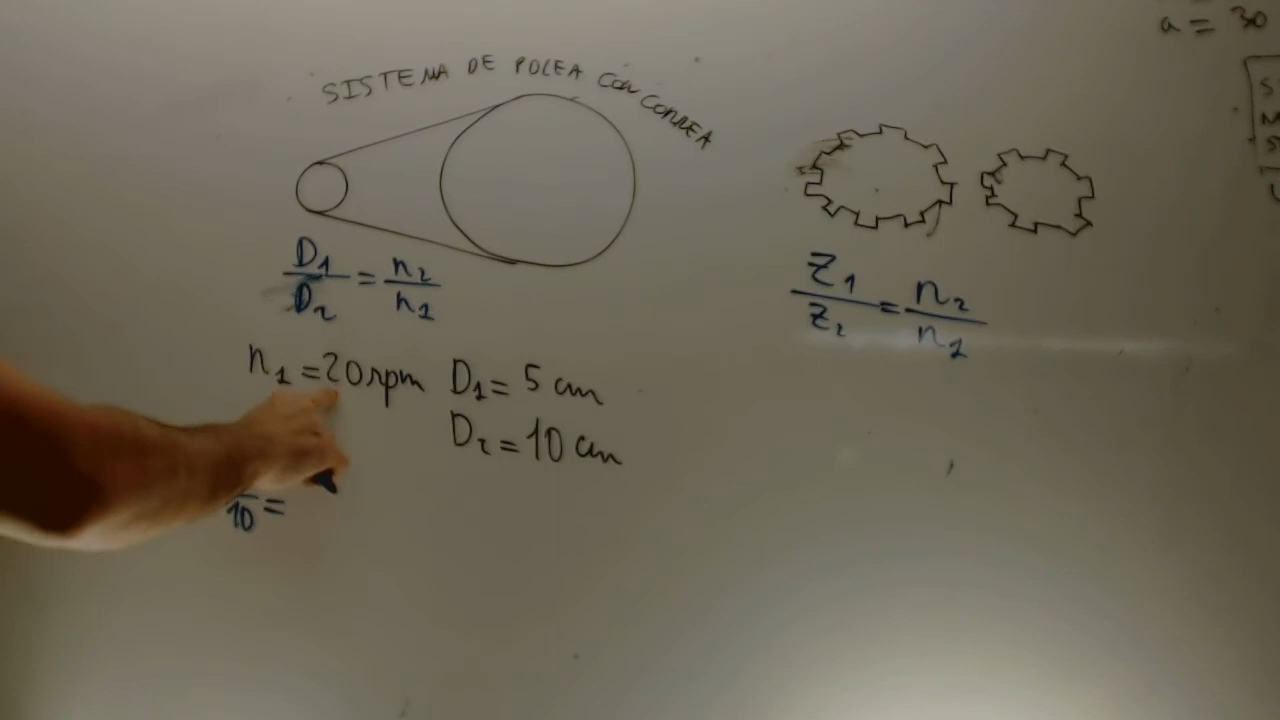 a = 30
SISTEMA DE POLEA CON CORREA
D1/D2 = n2/n1
Z1/Z2 = n2/n1
n1 = 20 rpm D1 = 5 cm
D2 = 10 cm
/10 =